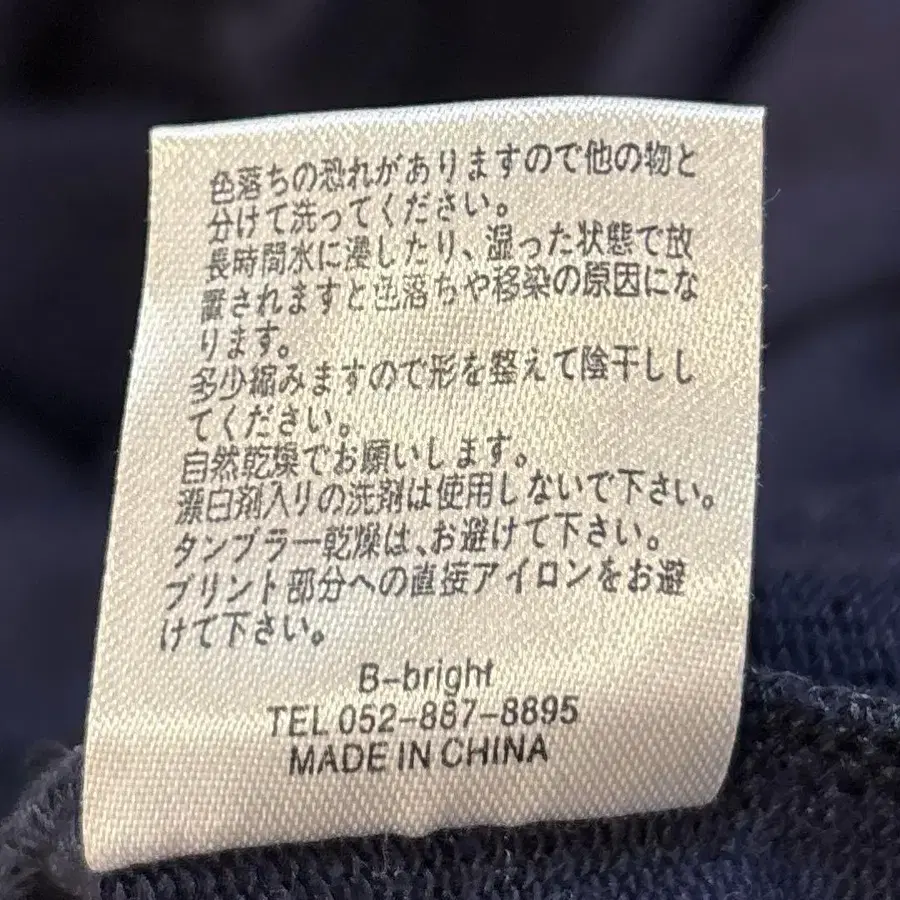 色落ちの恐れがありますので他の物と
分けて洗ってください。
長時間水に浸したり、湿った状態で放
置されますと色落ちや移染の原因にな
ります。
多少縮みますので形を整えて陰干しし
てください。
自然乾燥でお願いします。
漂白剤入りの洗剤は使用しないで下さい。
タンブラー乾燥は、お避けて下さい。
プリント部分への直接アイロンをお避
けて下さい。
B-bright
TEL 052-887-8895
MADE IN CHINA